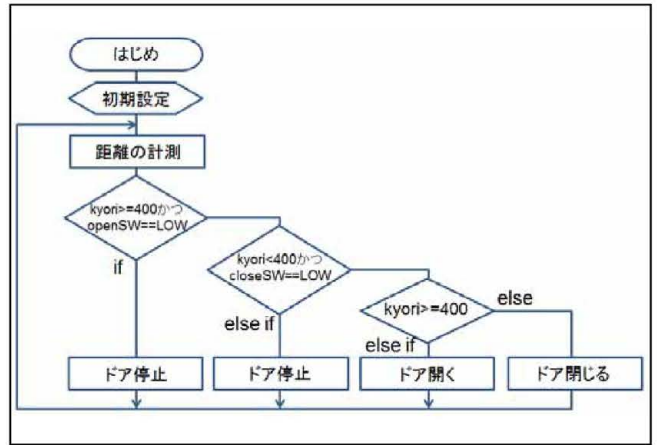 はじめ
初期設定
距離の計測
kyori>=400かつ
openSW==LOW
if
kyori<400かつ
closeSW==LOW
else if
kyori>=400
else if
else
ドア停止
ドア停止
ドア開く
ドア閉じる